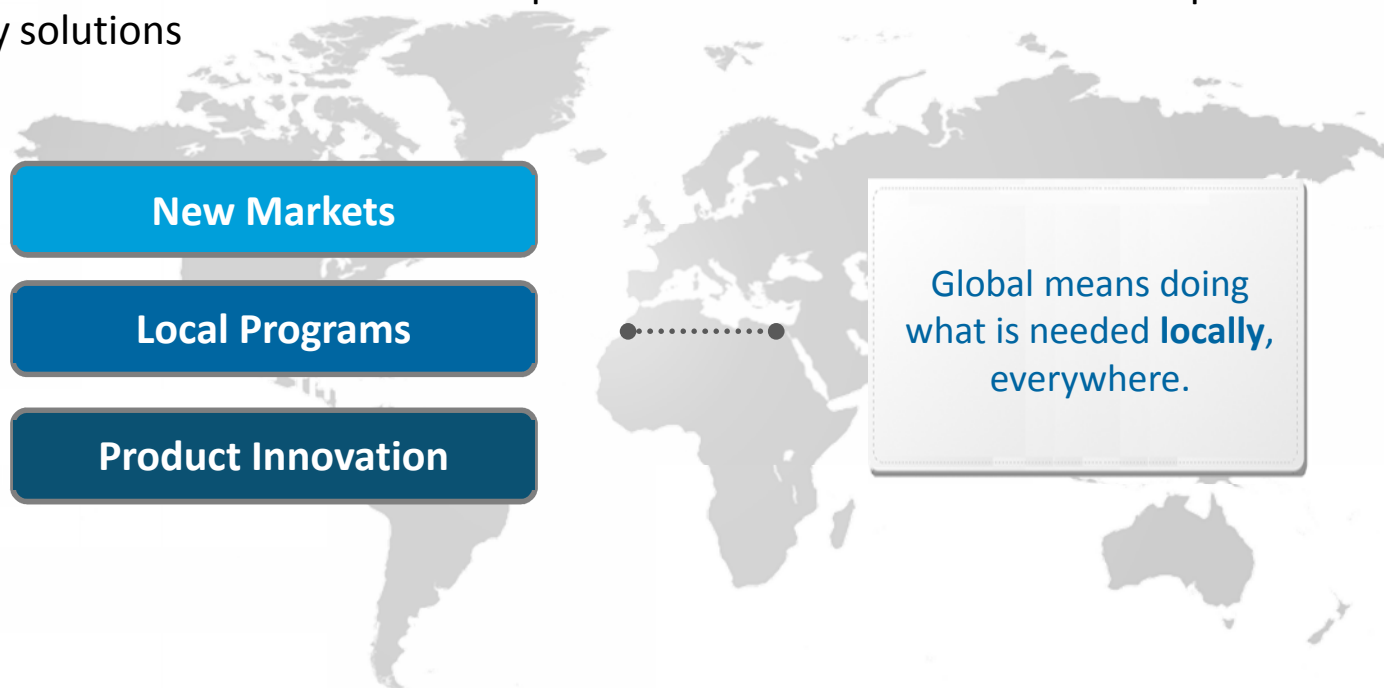 solutions
New Markets
Local Programs
Product Innovation
Global means doing
what is needed locally,
everywhere.